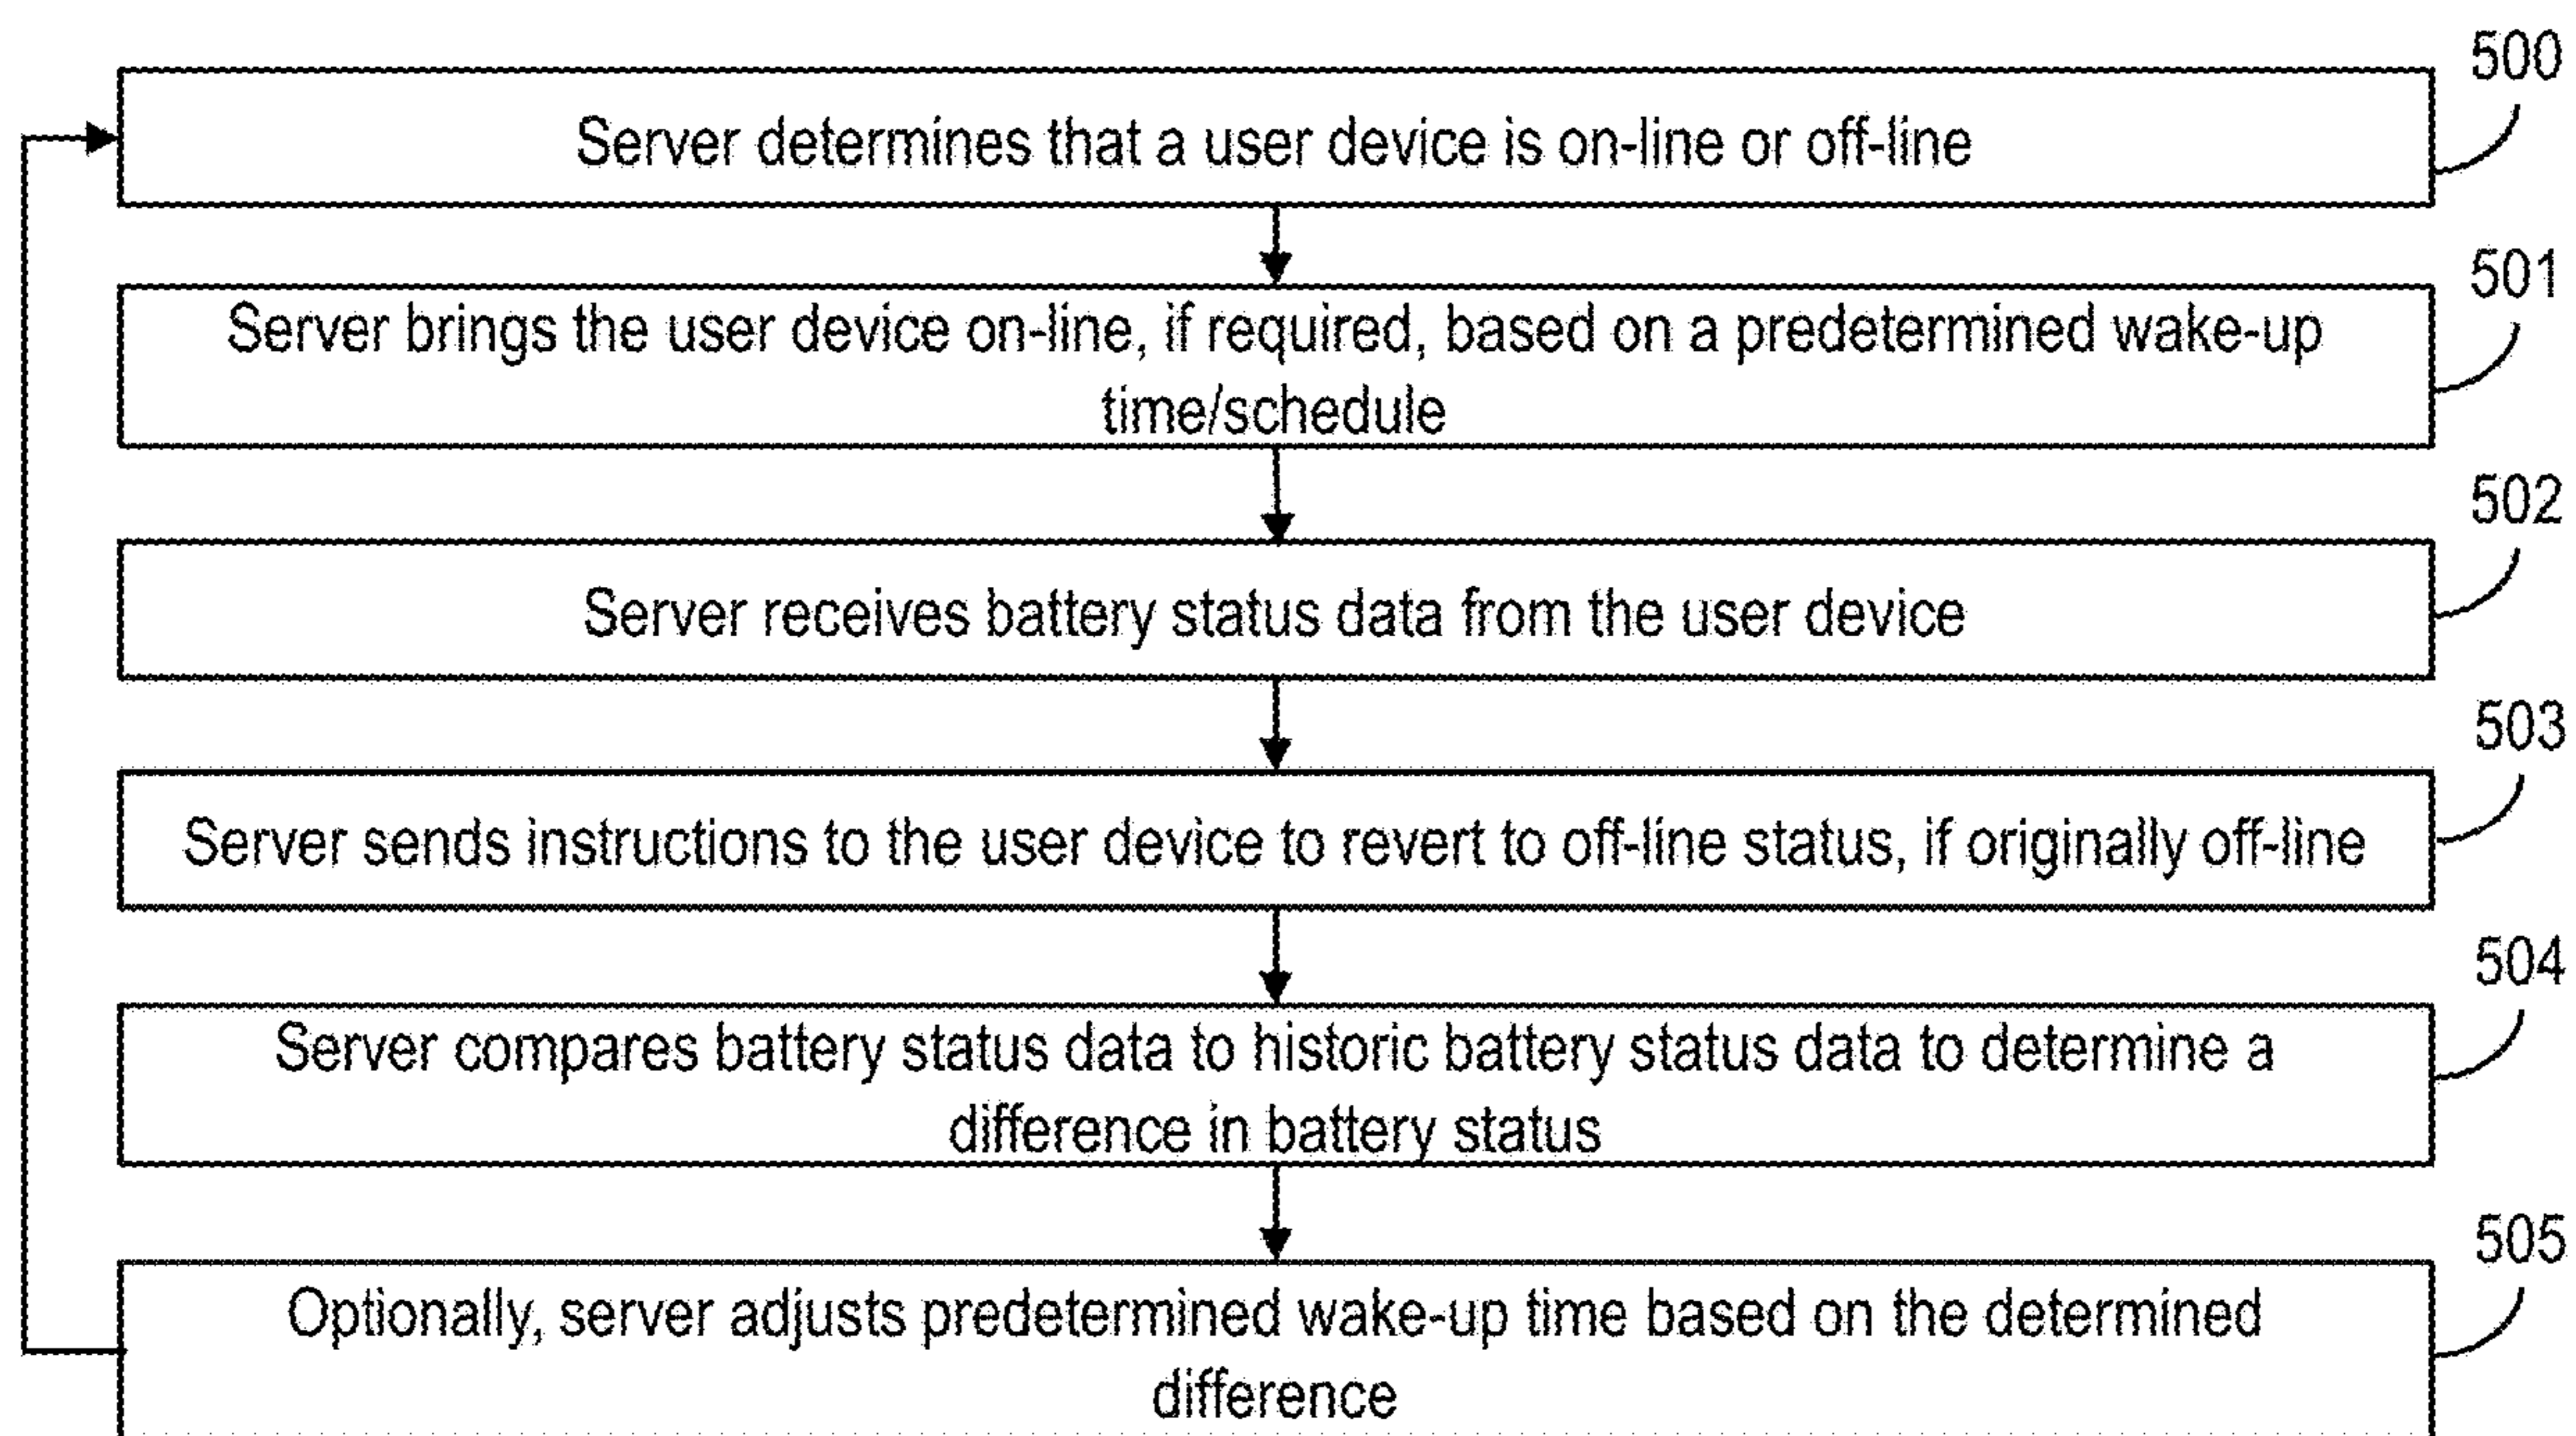 500
Server determines that a user device is on-line or off-line
501
Server brings the user device on-line, if required, based on a predetermined wake-up
time/schedule
502
Server receives battery status data from the user device
503
Server sends instructions to the user device to revert to off-line status, if originally off-line
504
Server compares battery status data to historic battery status data to determine a
difference in battery status
505
Optionally, server adjusts predetermined wake-up time based on the determined
difference